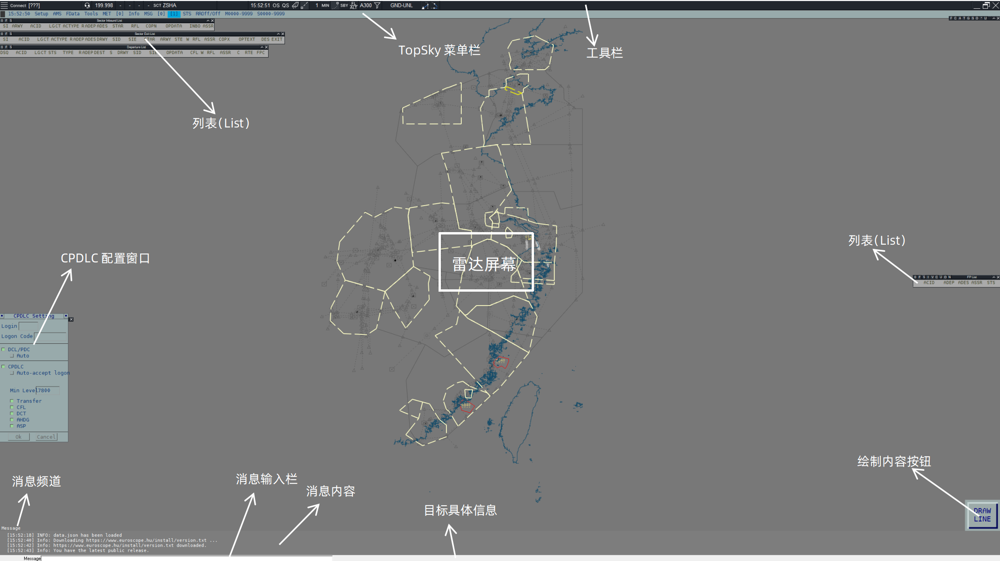 Connect [???] 199.998 - - - - SCT ZSHA 15:52:51 OS QS 1 MIN SBY FL ALT A300 GND-UNL
15:52:50 Setup AMS FData Tools MET [0] Info MSG [0] [1] STS RROff/Off M0000-9999 S0000-9999
O F S Sector Inbound List
SI ARWY ACID LGCT ACTYPE R ADEP ADES STAR RFL COPN OPDATA INBO ASSR
O F S Sector Exit List
SI ACID LGCT ACTYPE R ADEP ADES DRWY SID SIE STAR ARWY STE W RFL ASSR COPX OPTEXT DES EXIT
O F S Departure List
DSQ ACID LGCT STS TYPE R ADEP DEST S DRWY SID SIE OPDATA CFL W RFL ASSR C RTE FPC
F C A T G S O * U
TopSky 菜单栏
工具栏
列表(List)
列表(List)
CPDLC 配置窗口
雷达屏幕
O F S I V C U O N FP List
ACID ADEP ADES ASSR STS
CPDLC Setting
Login
Logon Code
DCL/PDC
Auto
CPDLC
Auto-accept logon
Min Level 7800
Transfer
CFL
DCT
AHDG
ASP
Ok Cancel
绘制内容按钮
消息频道
消息输入栏
消息内容
目标具体信息
DRAW
LINE
Message
[15:52:18] INFO: data.json has been loaded
[15:52:40] Info: Downloading https://www.euroscope.hu/install/version.txt ...
[15:52:42] Info: https://www.euroscope.hu/install/version.txt downloaded.
[15:52:43] Info: You have the latest public release.
Message